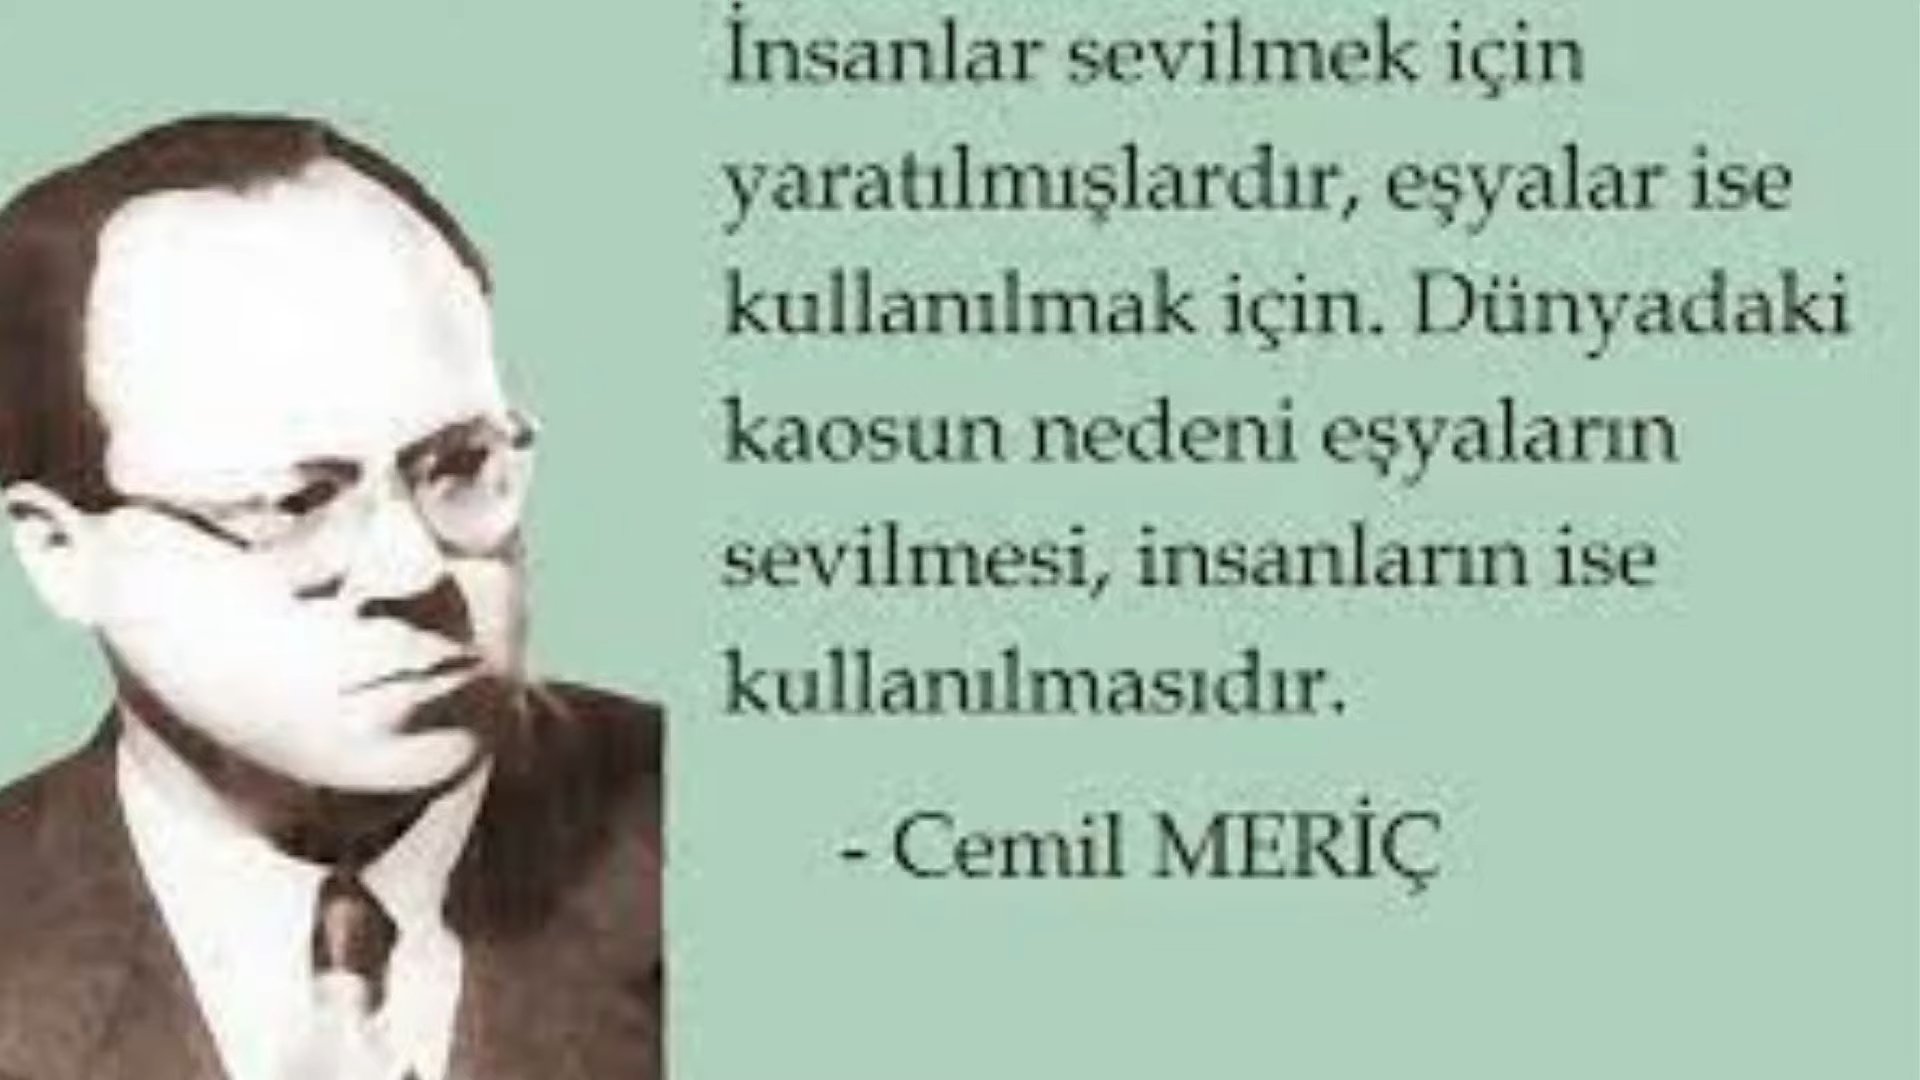 İnsanlar sevilmek için
yaratılmışlardır, eşyalar ise
kullanılmak için. Dünyadaki
kaosun nedeni eşyaların
sevilmesi, insanların ise
kullanılmasıdır.
- Cemil MERİÇ